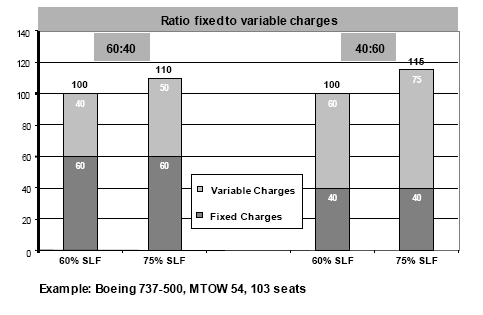 Ratio fixed to variable charges
60:40
40:60
140
120
100
80
60
40
20
0
100
40
60
110
50
60
100
60
40
115
75
40
Variable Charges
Fixed Charges
60% SLF
75% SLF
60% SLF
75% SLF
Example: Boeing 737-500, MTOW 54, 103 seats